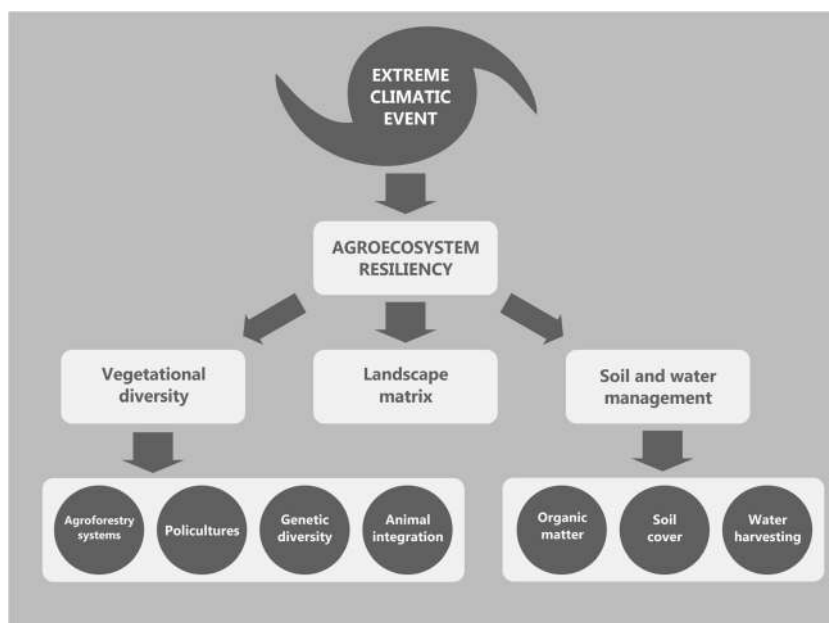 EXTREME
CLIMATIC
EVENT
AGROECOSYSTEM
RESILIENCY
Vegetational
diversity
Landscape
matrix
Soil and water
management
Agroforestry
systems
Policultures
Genetic
diversity
Animal
integration
Organic
matter
Soil
cover
Water
harvesting